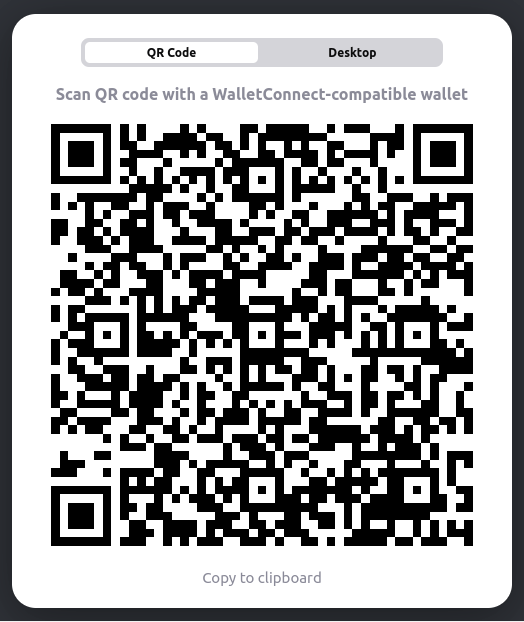 QR Code
Desktop
Scan QR code with a WalletConnect-compatible wallet
Copy to clipboard